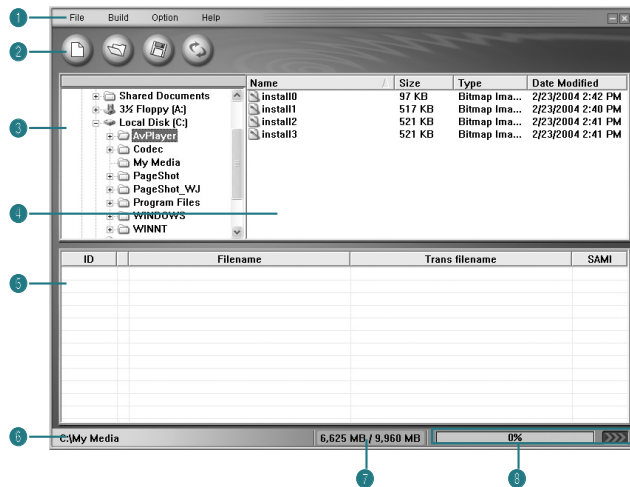 1 File Build Option Help
2
Name Size Type Date Modified
Shared Documents
3½ Floppy (A:)
3 Local Disk (C:)
AvPlayer
Codec
My Media
PageShot
PageShot_WJ
Program Files
WINDOWS
WINNT
install0 97 KB Bitmap Ima... 2/23/2004 2:42 PM
install1 517 KB Bitmap Ima... 2/23/2004 2:40 PM
install2 521 KB Bitmap Ima... 2/23/2004 2:41 PM
install3 521 KB Bitmap Ima... 2/23/2004 2:41 PM
4
ID Filename Trans filename SAMI
5
6 C:\My Media 6,625 MB / 9,960 MB 0%
7 8